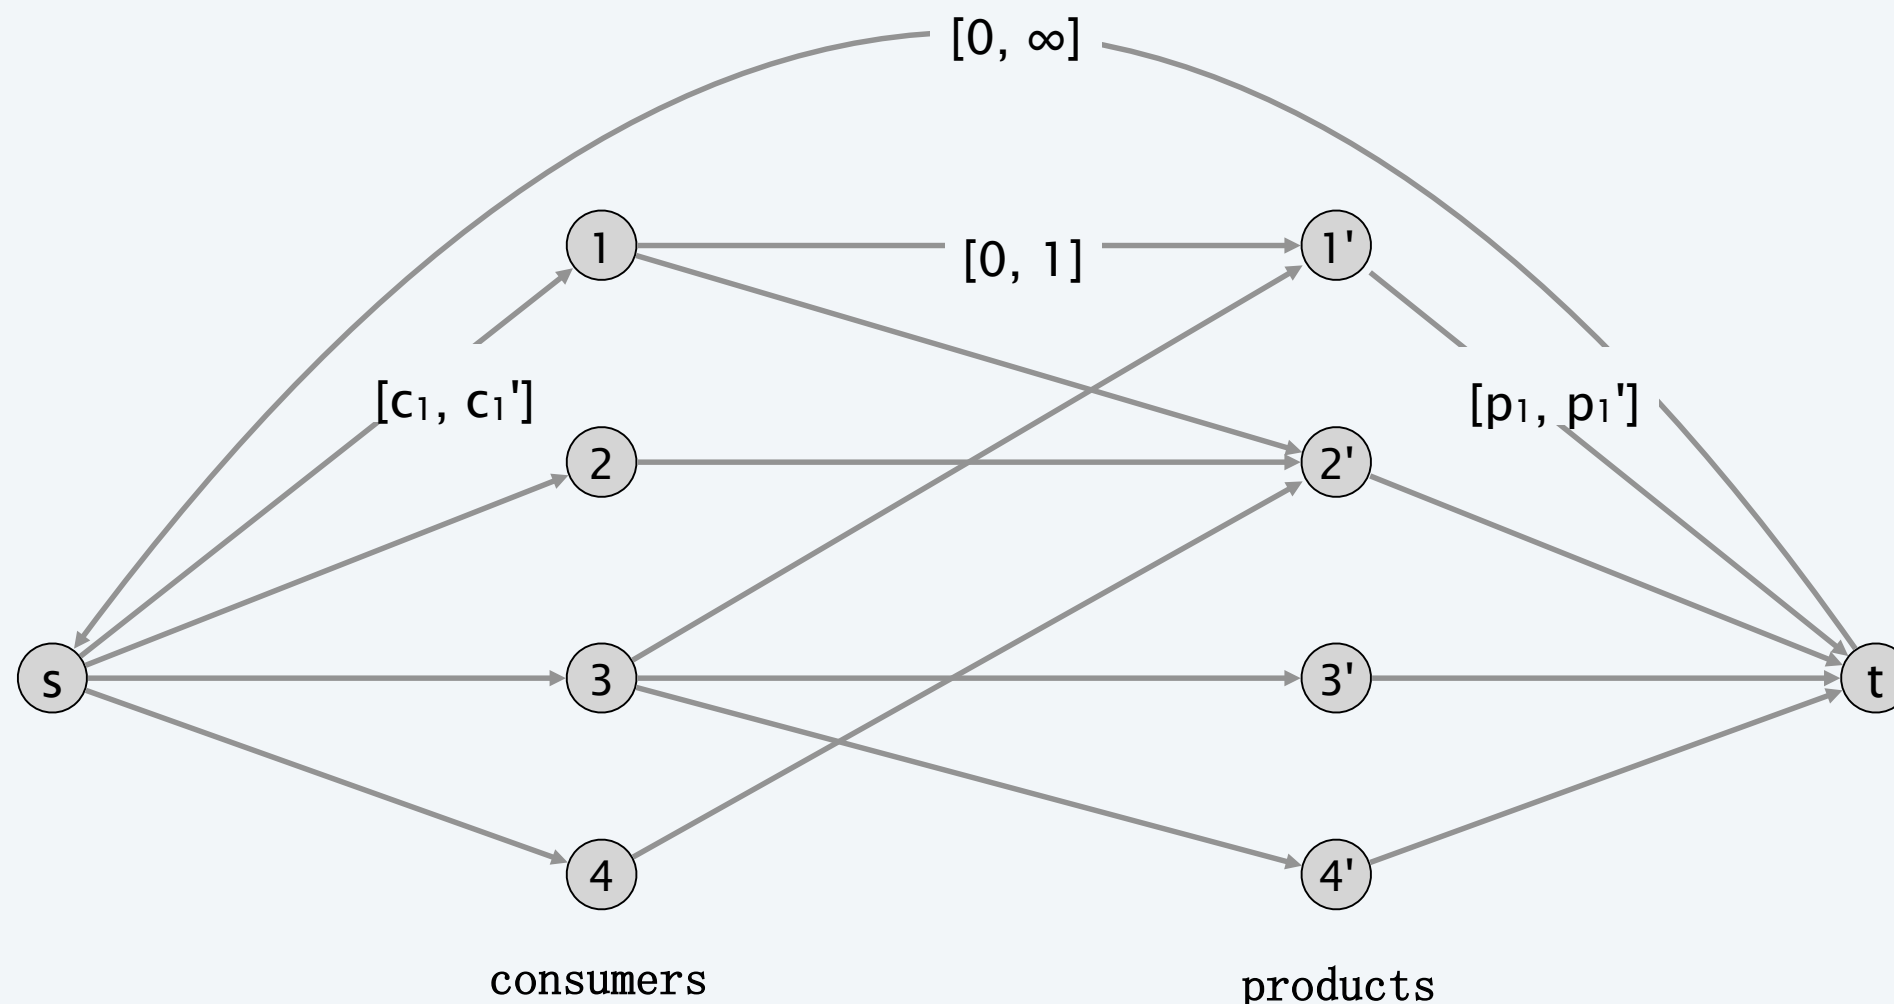 [0, ∞]
1
[0, 1]
1'
[c₁, c₁']
[p₁, p₁']
2
2'
s
3
3'
t
4
4'
consumers
products